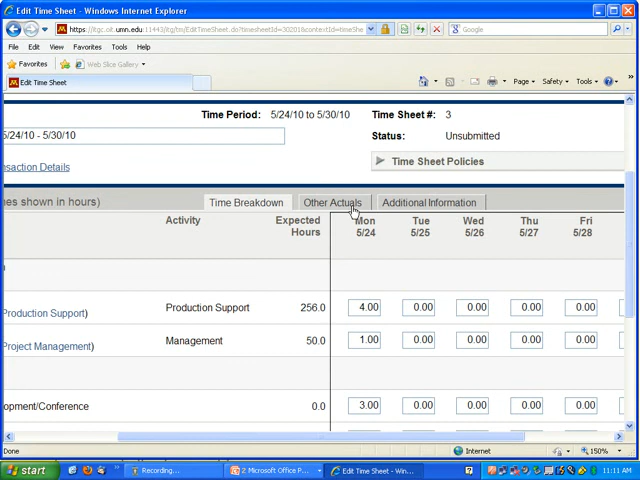 Edit Time Sheet - Windows Internet Explorer
https://tgc.oit.umn.edu:11443/itg/tm/EditTimeSheet.do?timesheetId=30201&contextId=timeShe
Google
File Edit View Favorites Tools Help
Favorites Web Slice Gallery
Edit Time Sheet
Page Safety Tools
Time Period: 5/24/10 to 5/30/10 Time Sheet #: 3
5/24/10 - 5/30/10 Status: Unsubmitted
nsaction Details Time Sheet Policies
nes shown in hours) Time Breakdown Other Actuals Additional Information
Activity Expected Hours Mon 5/24 Tue 5/25 Wed 5/26 Thu 5/27 Fri 5/28
Production Support) Production Support 256.0 4.00 0.00 0.00 0.00 0.00
Project Management) Management 50.0 1.00 0.00 0.00 0.00 0.00
opment/Conference 0.0 3.00 0.00 0.00 0.00 0.00
Done Internet 150%
start Recording... 2: Microsoft Office P... Edit Time Sheet - Win... 11:11 AM